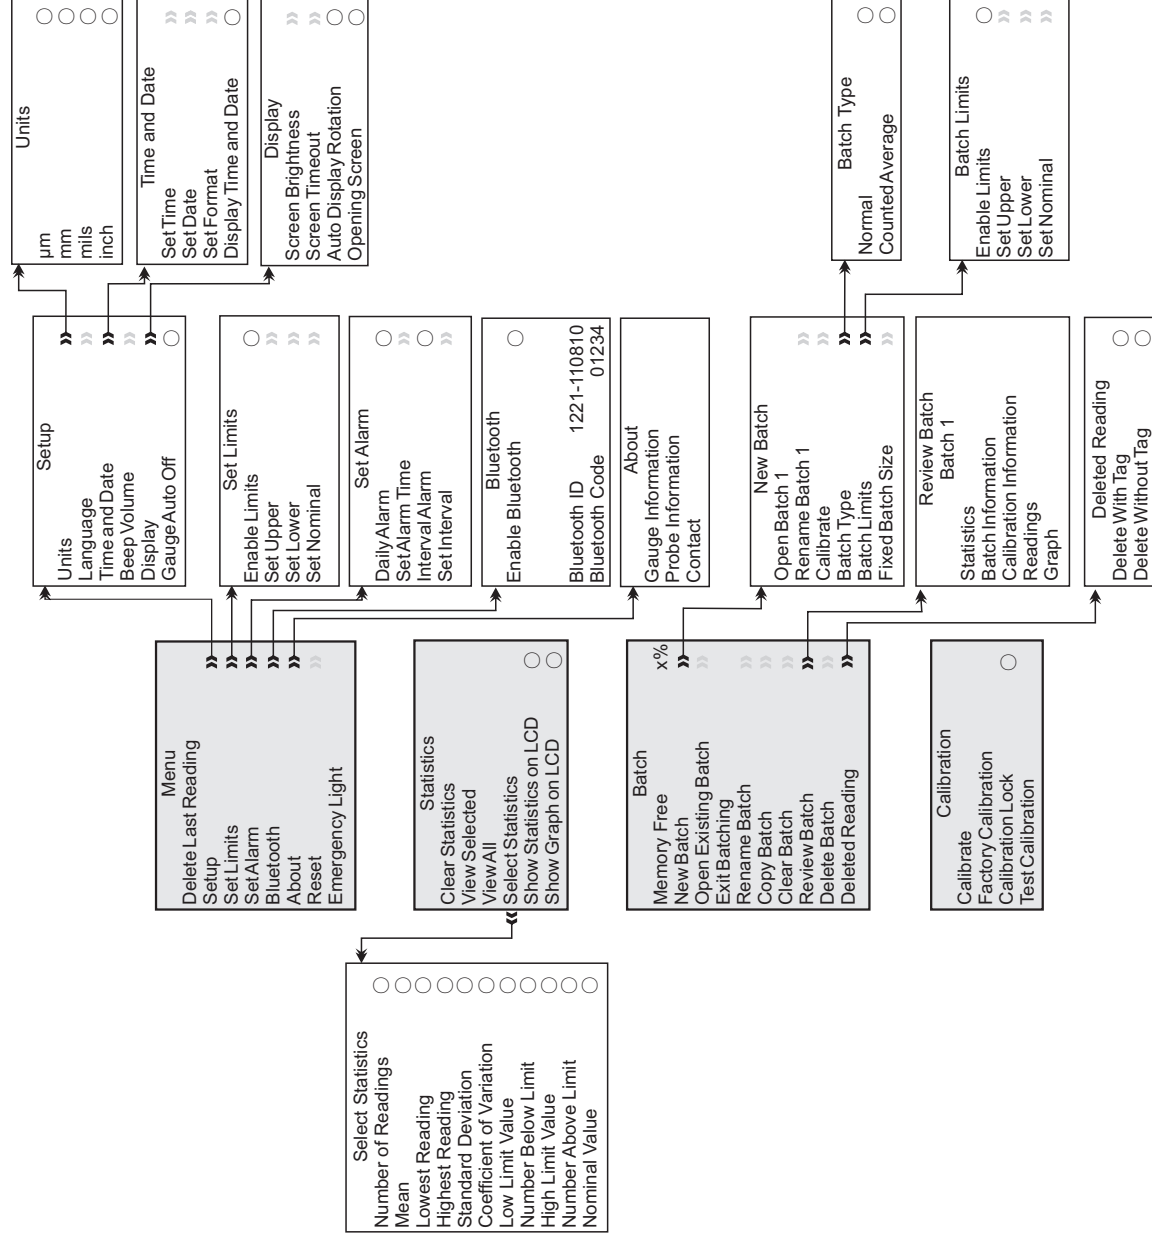 Units
µm
mm
mils
inch
Time and Date
Set Time
Set Date
Set Format
Display Time and Date
Display
Screen Brightness
Screen Timeout
Auto Display Rotation
Opening Screen
Batch Type
Normal
Counted Average
Batch Limits
Enable Limits
Set Upper
Set Lower
Set Nominal
Setup
Units
Language
Time and Date
Beep Volume
Display
Gauge Auto Off
Set Limits
Enable Limits
Set Upper
Set Lower
Set Nominal
Set Alarm
Daily Alarm
Set Alarm Time
Interval Alarm
Set Interval
Bluetooth
Enable Bluetooth
Bluetooth ID 1221-110810
Bluetooth Code 01234
About
Gauge Information
Probe Information
Contact
New Batch
Open Batch 1
Rename Batch 1
Calibrate
Batch Type
Batch Limits
Fixed Batch Size
Review Batch
Batch 1
Statistics
Batch Information
Calibration Information
Readings
Graph
Deleted Reading
Delete With Tag
Delete Without Tag
Menu
Delete Last Reading
Setup
Set Limits
Set Alarm
Bluetooth
About
Reset
Emergency Light
Statistics
Clear Statistics
View Selected
View All
Select Statistics
Show Statistics on LCD
Show Graph on LCD
Batch
Memory Free x%
New Batch
Open Existing Batch
Exit Batching
Rename Batch
Copy Batch
Clear Batch
Review Batch
Delete Batch
Deleted Reading
Calibration
Calibrate
Factory Calibration
Calibration Lock
Test Calibration
Select Statistics
Number of Readings
Mean
Lowest Reading
Highest Reading
Standard Deviation
Coefficient of Variation
Low Limit Value
Number Below Limit
High Limit Value
Number Above Limit
Nominal Value